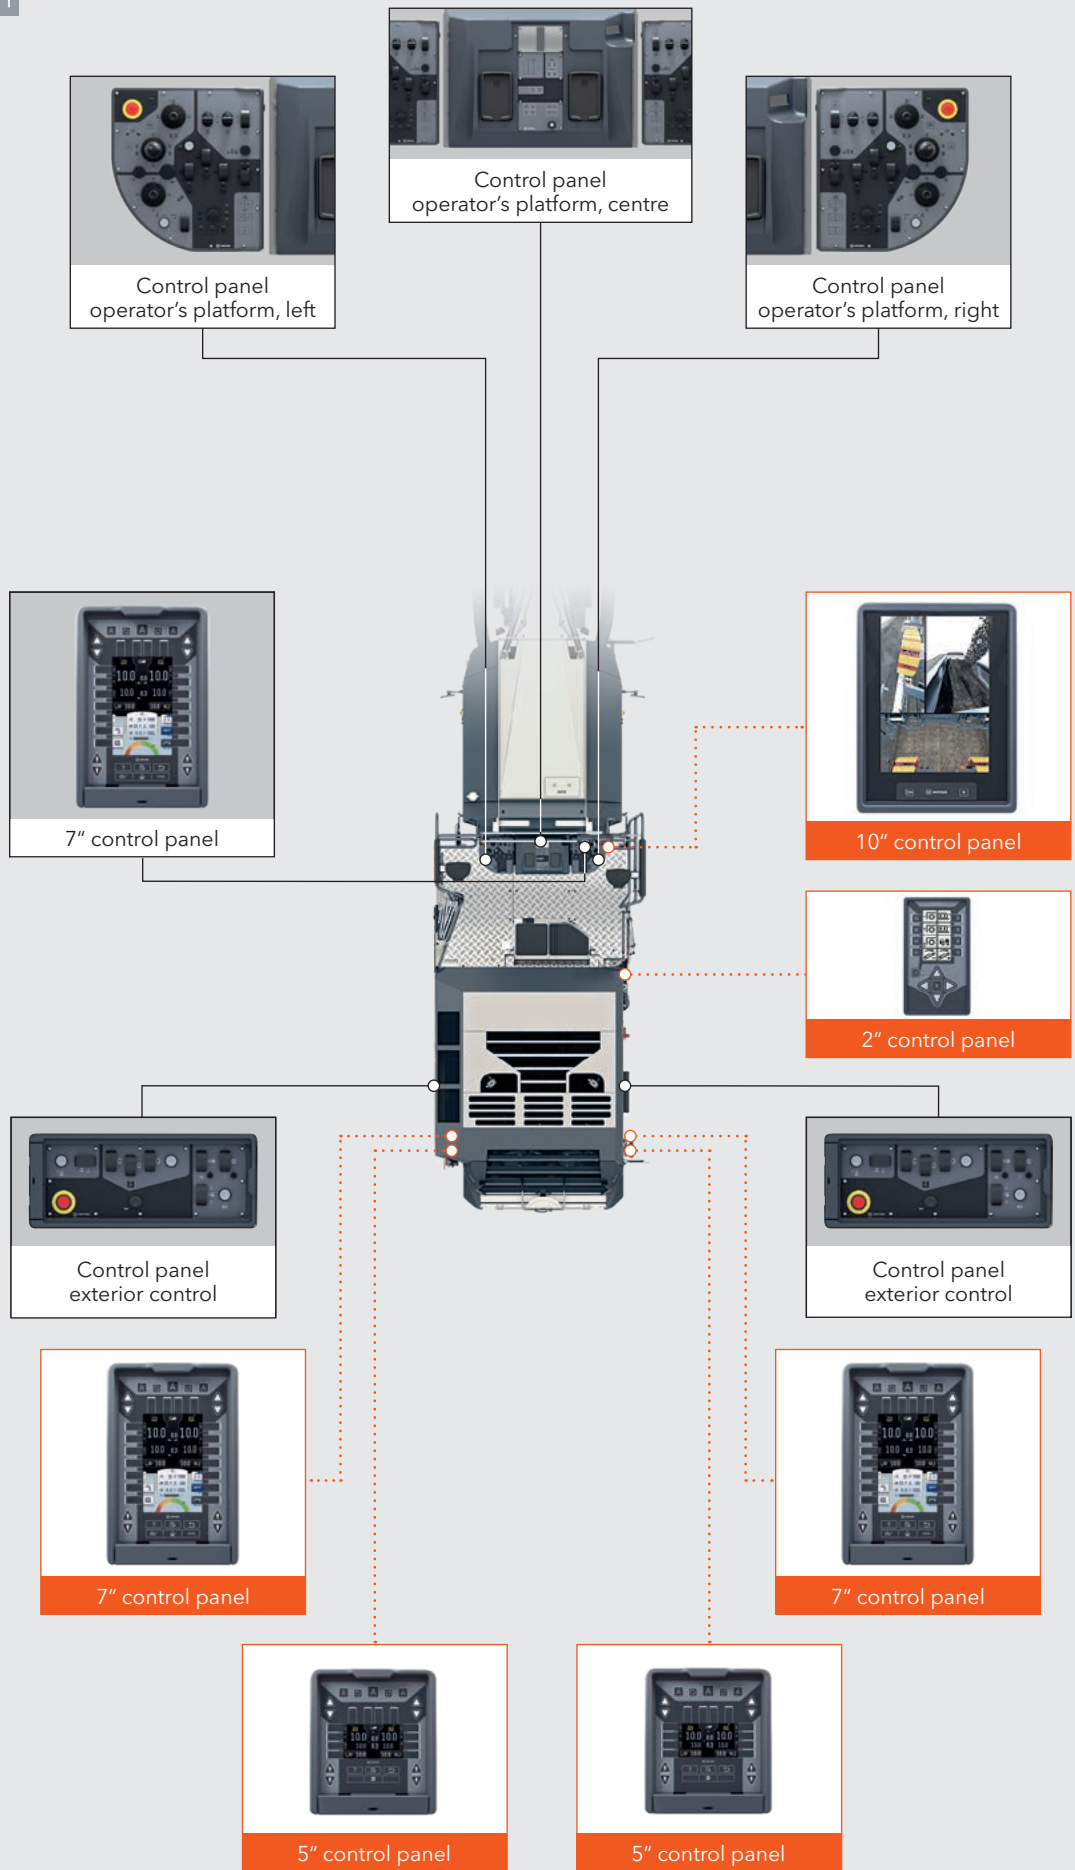 1
Control panel
operator's platform, centre
Control panel
operator's platform, left
Control panel
operator's platform, right
7“ control panel
10“ control panel
2“ control panel
Control panel
exterior control
Control panel
exterior control
7“ control panel
7“ control panel
5“ control panel
5“ control panel